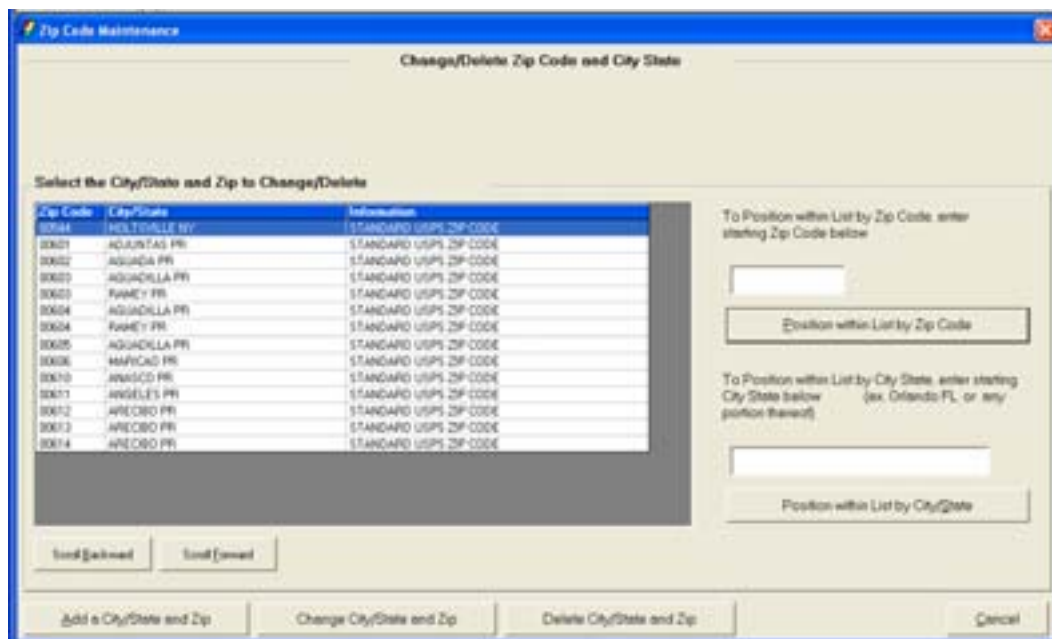 Zip Code Maintenance
Change/Delete Zip Code and City State
Select the City/State and Zip to Change/Delete
Zip Code City/State Information
00544 HOLTSVILLE NY STANDARD USPS ZIP CODE
00601 ADJUNTAS PR STANDARD USPS ZIP CODE
00602 AGUADA PR STANDARD USPS ZIP CODE
00603 AGUADILLA PR STANDARD USPS ZIP CODE
00603 RAMEY PR STANDARD USPS ZIP CODE
00604 AGUADILLA PR STANDARD USPS ZIP CODE
00604 RAMEY PR STANDARD USPS ZIP CODE
00605 AGUADILLA PR STANDARD USPS ZIP CODE
00606 MARICAO PR STANDARD USPS ZIP CODE
00610 ANASCO PR STANDARD USPS ZIP CODE
00611 ANGELES PR STANDARD USPS ZIP CODE
00612 ARECIBO PR STANDARD USPS ZIP CODE
00613 ARECIBO PR STANDARD USPS ZIP CODE
00614 ARECIBO PR STANDARD USPS ZIP CODE
To Position within List by Zip Code, enter
starting Zip Code below
Position within List by Zip Code
To Position within List by City State, enter starting
City State below (ex. Orlando FL or any
portion thereof)
Position within List by City/State
Scroll Backward Scroll Forward
Add a City/State and Zip Change City/State and Zip Delete City/State and Zip Cancel